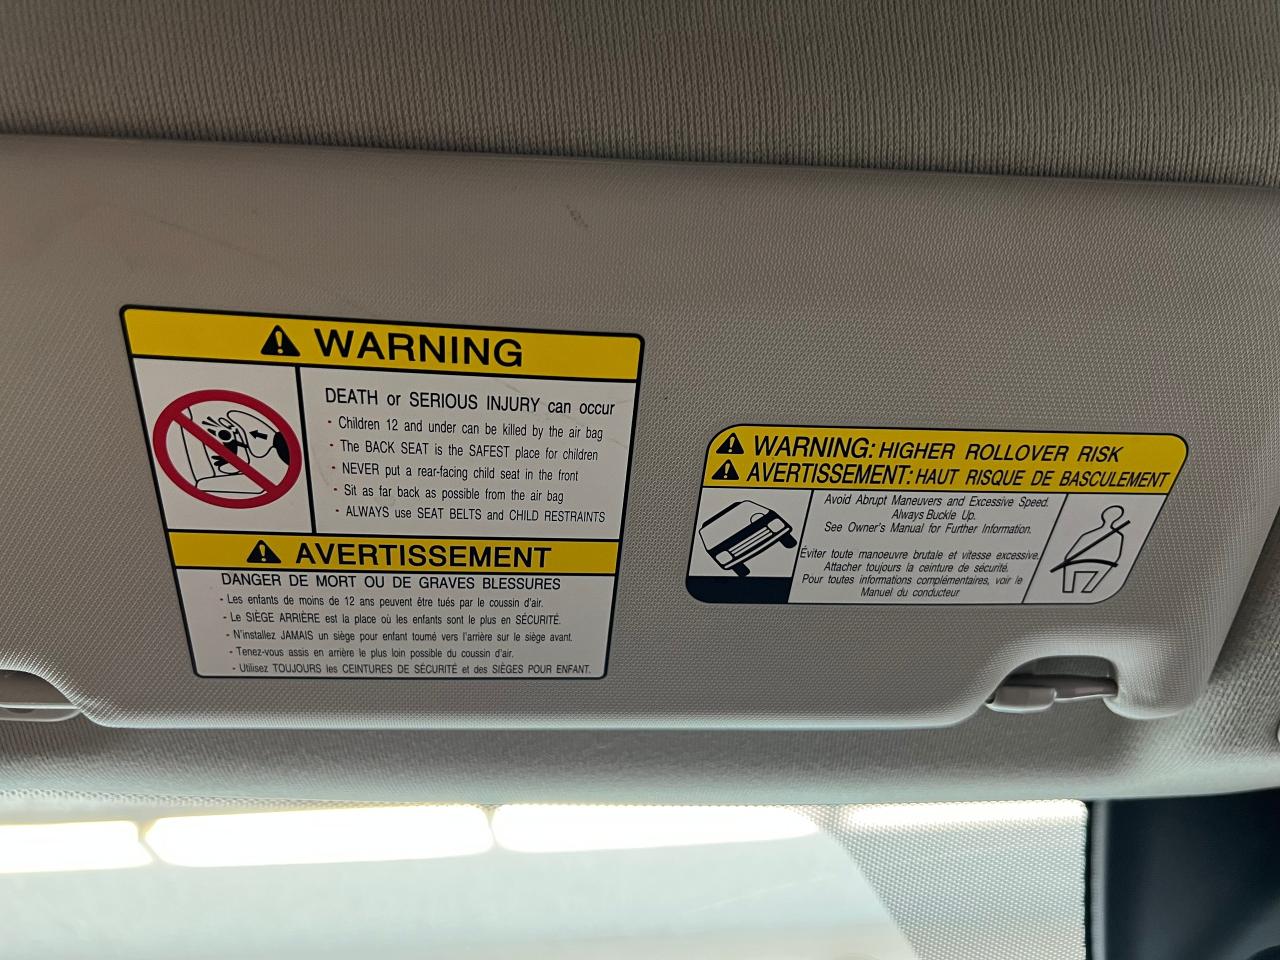 WARNING
DEATH or SERIOUS INJURY can occur
• Children 12 and under can be killed by the air bag
• The BACK SEAT is the SAFEST place for children
• NEVER put a rear-facing child seat in the front
• Sit as far back as possible from the air bag
• ALWAYS use SEAT BELTS and CHILD RESTRAINTS
AVERTISSEMENT
DANGER DE MORT OU DE GRAVES BLESSURES
- Les enfants de moins de 12 ans peuvent être tués par le coussin d'air.
- Le SIÈGE ARRIÈRE est la place où les enfants sont le plus en SÉCURITÉ.
- N'installez JAMAIS un siège pour enfant tourné vers l'arrière sur le siège avant.
- Tenez-vous assis en arrière le plus loin possible du coussin d'air.
- Utilisez TOUJOURS les CEINTURES DE SÉCURITÉ et des SIÈGES POUR ENFANT.
WARNING: HIGHER ROLLOVER RISK
AVERTISSEMENT: HAUT RISQUE DE BASCULEMENT
Avoid Abrupt Maneuvers and Excessive Speed.
Always Buckle Up.
See Owner's Manual for Further Information.
Éviter toute manoeuvre brutale et vitesse excessive.
Attacher toujours la ceinture de sécurité.
Pour toutes informations complémentaires, voir le
Manuel du conducteur